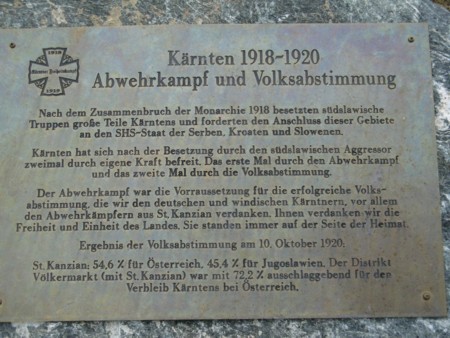 1918
Kärnten 1918-1920
Abwehrkampf und Volksabstimmung
Nach dem Zusammenbruch der Monarchie 1918 besetzten südslawische
Truppen große Teile Kärntens und forderten den Anschluss dieser Gebiete
an den SHS-Staat der Serben, Kroaten und Slowenen.
Kärnten hat sich nach der Besetzung durch den südslawischen Aggressor
zweimal durch eigene Kraft befreit. Das erste Mal durch den Abwehrkampf
und das zweite Mal durch die Volksabstimmung.
Der Abwehrkampf war die Vorraussetzung für die erfolgreiche Volks-
abstimmung, die wir den deutschen und windischen Kärntnern, vor allem
den Abwehrkämpfern aus St. Kanzian verdanken. Ihnen verdanken wir die
Freiheit und Einheit des Landes. Sie standen immer auf der Seite der Heimat.
Ergebnis der Volksabstimmung am 10. Oktober 1920.
St. Kanzian: 54,6 % für Österreich, 45,4 % für Jugoslawien. Der Distrikt
Völkermarkt (mit St. Kanzian) war mit 72,2 % ausschlaggebend für den
Verbleib Kärntens bei Österreich.